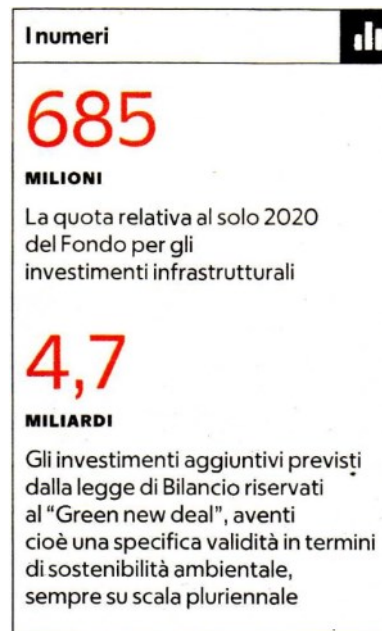 I numeri
685
MILIONI
La quota relativa al solo 2020
del Fondo per gli
investimenti infrastrutturali
4,7
MILIARDI
Gli investimenti aggiuntivi previsti
dalla legge di Bilancio riservati
al “Green new deal”, aventi
cioè una specifica validità in termini
di sostenibilità ambientale,
sempre su scala pluriennale